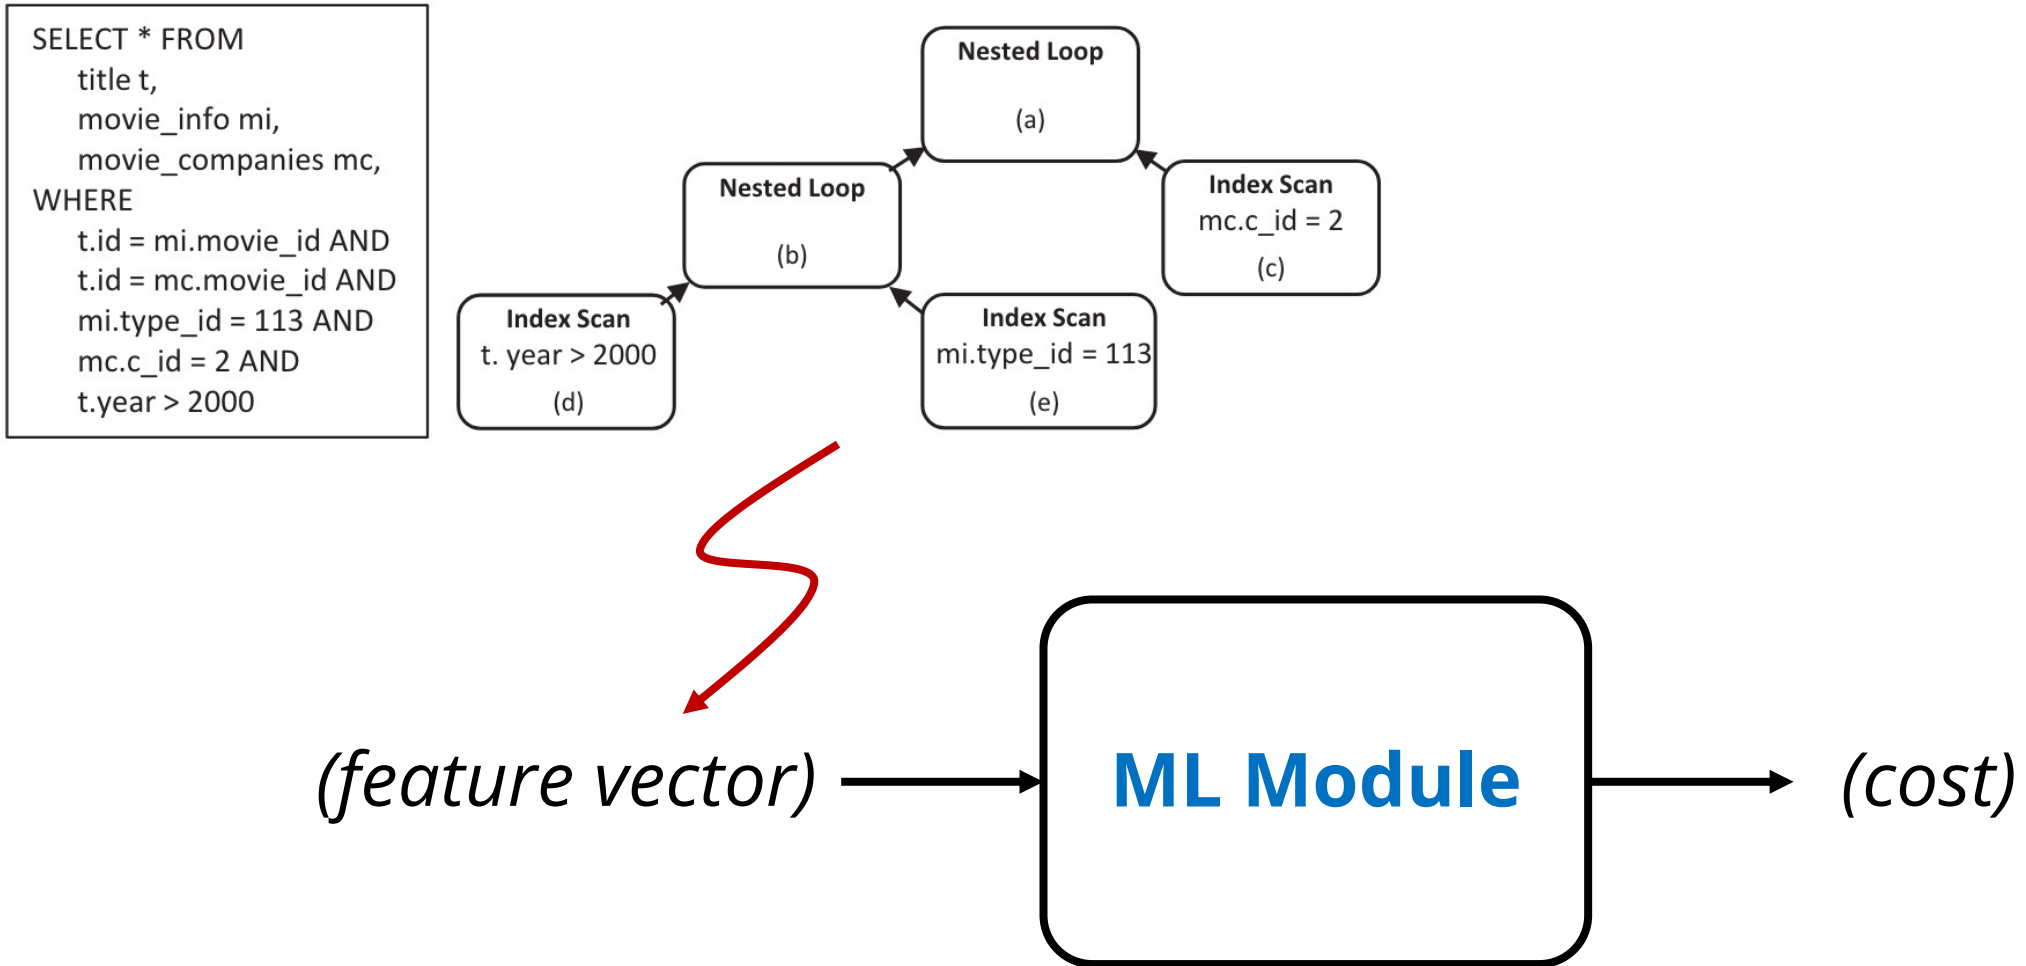 SELECT * FROM
title t,
movie_info mi,
movie_companies mc,
WHERE
t.id = mi.movie_id AND
t.id = mc.movie_id AND
mi.type_id = 113 AND
mc.c_id = 2 AND
t.year > 2000
Nested Loop
(a)
Nested Loop
(b)
Index Scan
mc.c_id = 2
(c)
Index Scan
t. year > 2000
(d)
Index Scan
mi.type_id = 113
(e)
(feature vector)
ML Module
(cost)